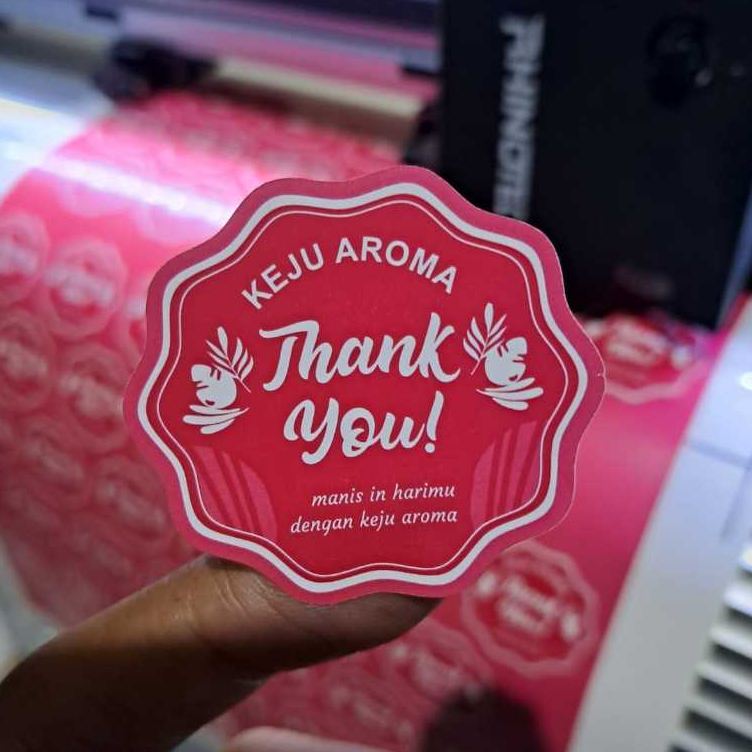 KEJU AROMA
Thank
You!
manis in harimu
dengan keju aroma